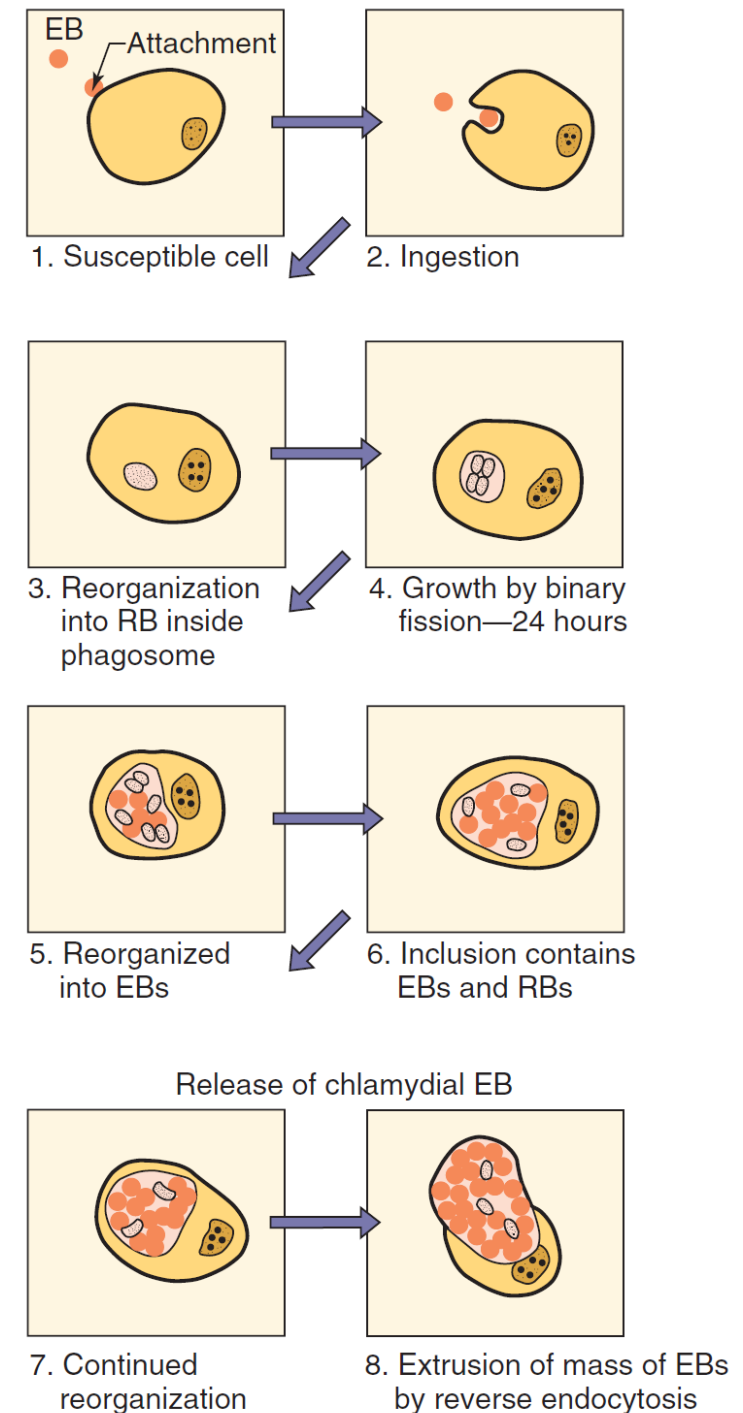 EB
Attachment
1. Susceptible cell
2. Ingestion
3. Reorganization
into RB inside
phagosome
4. Growth by binary
fission—24 hours
5. Reorganized
into EBs
6. Inclusion contains
EBs and RBs
Release of chlamydial EB
7. Continued
reorganization
8. Extrusion of mass of EBs
by reverse endocytosis